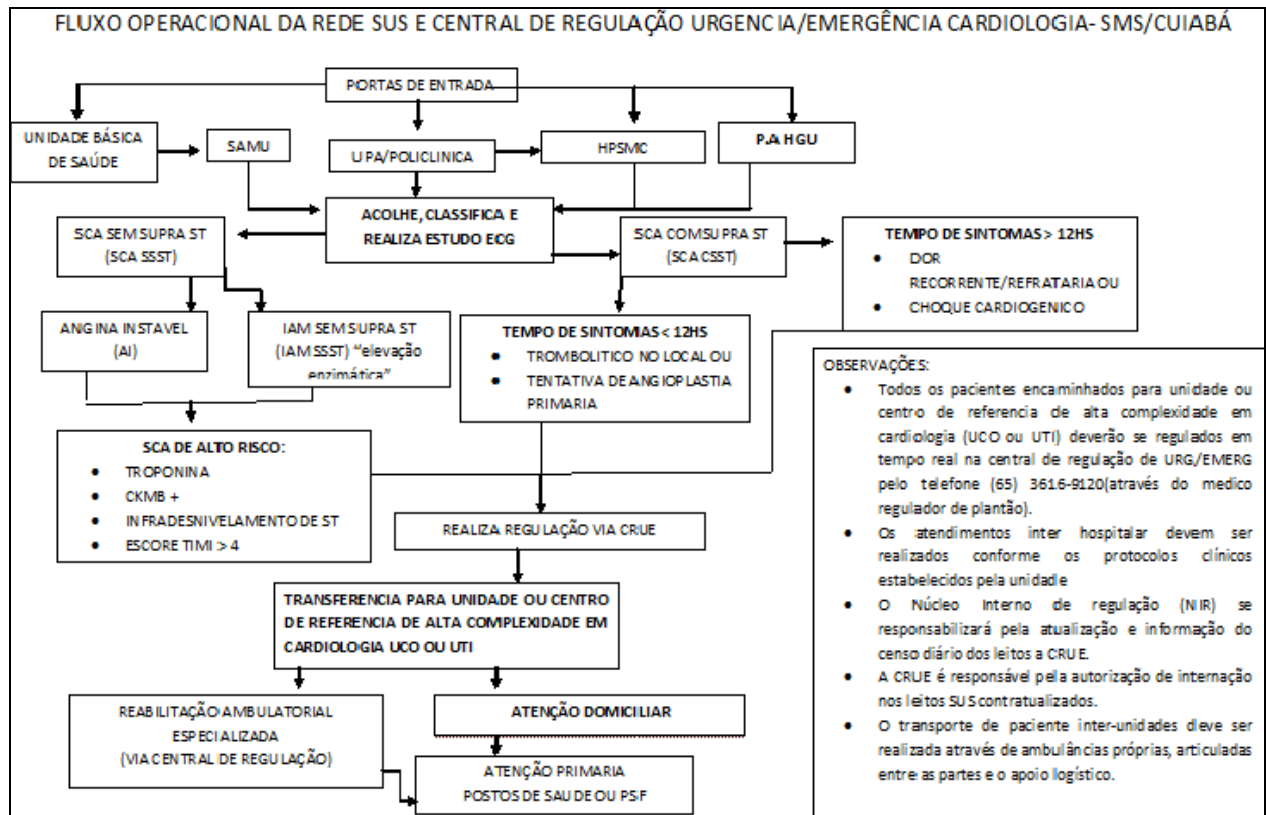 FLUXO OPERACIONAL DA REDE SUS E CENTRAL DE REGULAÇÃO URGENCIA/EMERGÊNCIA CARDIOLOGIA- SMS/CUIABÁ
PORTAS DE ENTRADA
UNIDADE BÁSICA
DE SAÚDE
SAMU
UPA/POLICLINICA
HPSMC
P.A HGU
ACOLHE, CLASSIFICA E
REALIZA ESTUDO ECG
SCA SEM SUPRA ST
(SCA SSST)
SCA COMSUPRA ST
(SCA CSST)
TEMPO DE SINTOMAS > 12HS
• DOR
RECORRENTE/REFRATARIA OU
• CHOQUE CARDIOGENICO
ANGINA INSTAVEL
(AI)
IAM SEM SUPRA ST
(IAM SSST) "elevação
enzimática"
TEMPO DE SINTOMIAS < 12HS
• TROMBOLITICO NO LOCAL OU
• TENTATIVA DE ANGIOPLASTIA
PRIMARIA
SCA DE ALTO RISCO:
• TROPONINA
• CKMB +
• INFRADESNIVELAMENTO DE ST
• ESCORE TIMI > 4
REALIZA REGULAÇÃO VIA CRUE
TRANSFERENCIA PARA UNIDADE OU CENTRO
DE REFERENCIA DE ALTA COMPLEXIDADE EM
CARDIOLOGIA UCO OU UTI
REABILITAÇÃO AMBULATORIAL
ESPECIALIZADA
(VIA CENTRAL DE REGULAÇÃO)
ATENÇÃO DOMICILIAR
ATENÇÃO PRIMARIA
POSTOS DE SAUDE OU PSF
OBSERVAÇÕES:
• Todos os pacientes encaminhados para unidade ou
centro de referencia de alta complexidade em
cardiologia (UCO ou UTI) deverão se regulados em
tempo real na central de regulação de URG/EMERG
pelo telefone (65) 3616-9120(através do medico
regulador de plantão).
• Os atendimentos inter hospitalar devem ser
realizados conforme os protocolos clínicos
estabelecidos pela unidade
• O Núcleo Interno de regulação (NIR) se
responsabilizará pela atualização e informação do
censo diário dos leitos a CRUE.
• A CRUE é responsável pela autorização de internação
nos leitos SUS contratualizados.
• O transporte de paciente inter-unidades deve ser
realizada através de ambulâncias próprias, articuladas
entre as partes e o apoio logístico.